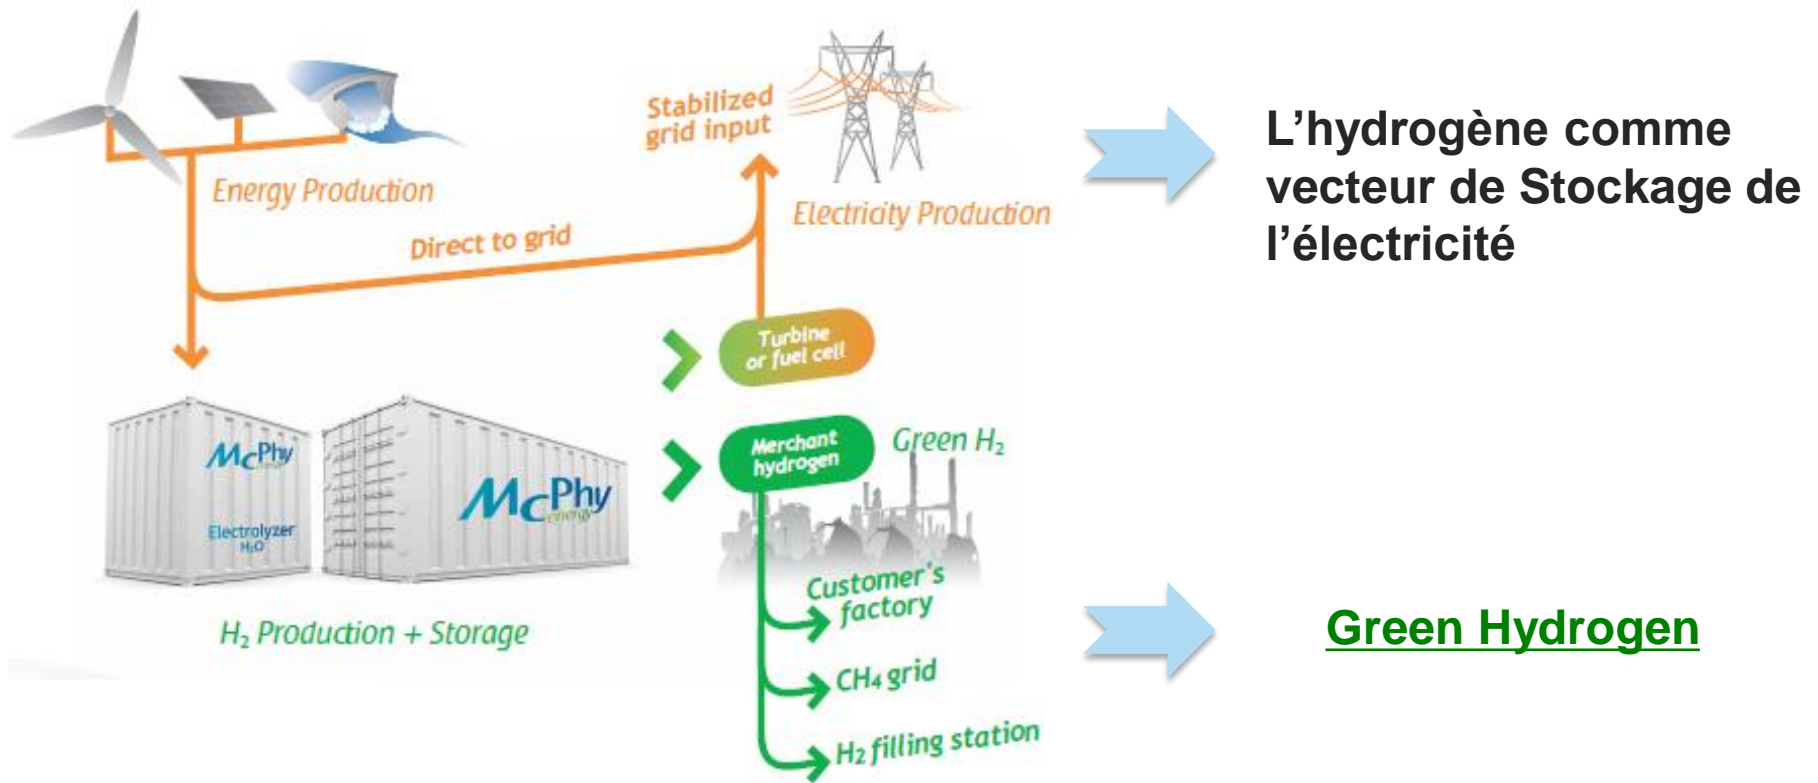 Stabilized
grid input
Energy Production
Electricity Production
Direct to grid
L’hydrogène comme
vecteur de Stockage de
l’électricité
Turbine
or fuel cell
McPhy
energy
Electrolyzer
H₂O
McPhy
energy
H₂ Production + Storage
Merchant
hydrogen
Green H₂
Customer's
factory
CH₄ grid
H₂ filling station
Green Hydrogen